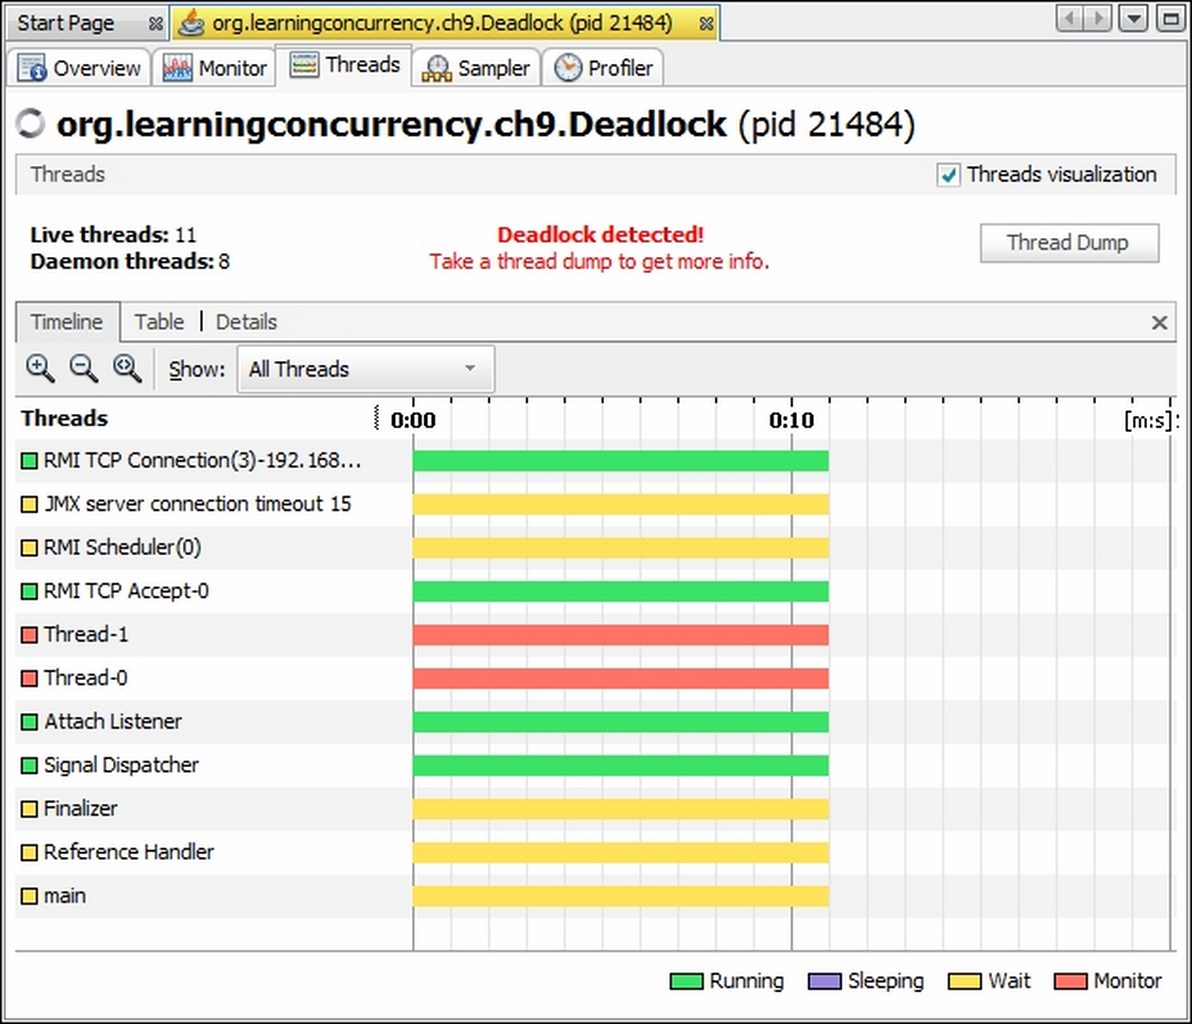 Start Page
org.learningconcurrency.ch9.Deadlock (pid 21484)
Overview Monitor Threads Sampler Profiler
org.learningconcurrency.ch9.Deadlock (pid 21484)
Threads Threads visualization
Live threads: 11
Daemon threads: 8
Deadlock detected!
Take a thread dump to get more info.
Thread Dump
Timeline Table Details
Show: All Threads
Threads 0:00 0:10 [m:s]
RMI TCP Connection(3)-192.168...
JMX server connection timeout 15
RMI Scheduler(0)
RMI TCP Accept-0
Thread-1
Thread-0
Attach Listener
Signal Dispatcher
Finalizer
Reference Handler
main
Running Sleeping Wait Monitor